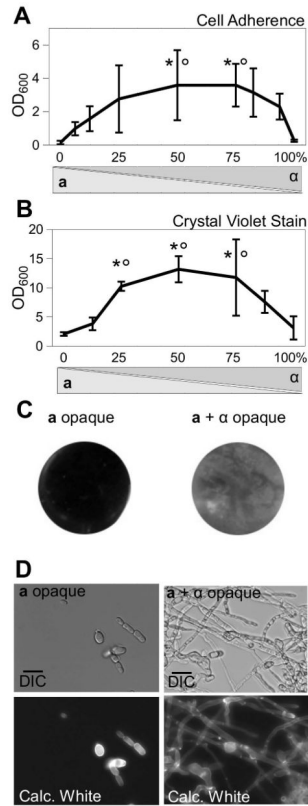 A
Cell Adherence
OD600
6
4
2
0
0 25 50 75 100%
a α
* ° * °
B
Crystal Violet Stain
OD600
20
15
10
5
0
*° *° * °
0 25 50 75 100%
a α
C
a opaque a + α opaque
D
a opaque a + α opaque
DIC DIC
Calc. White Calc. White